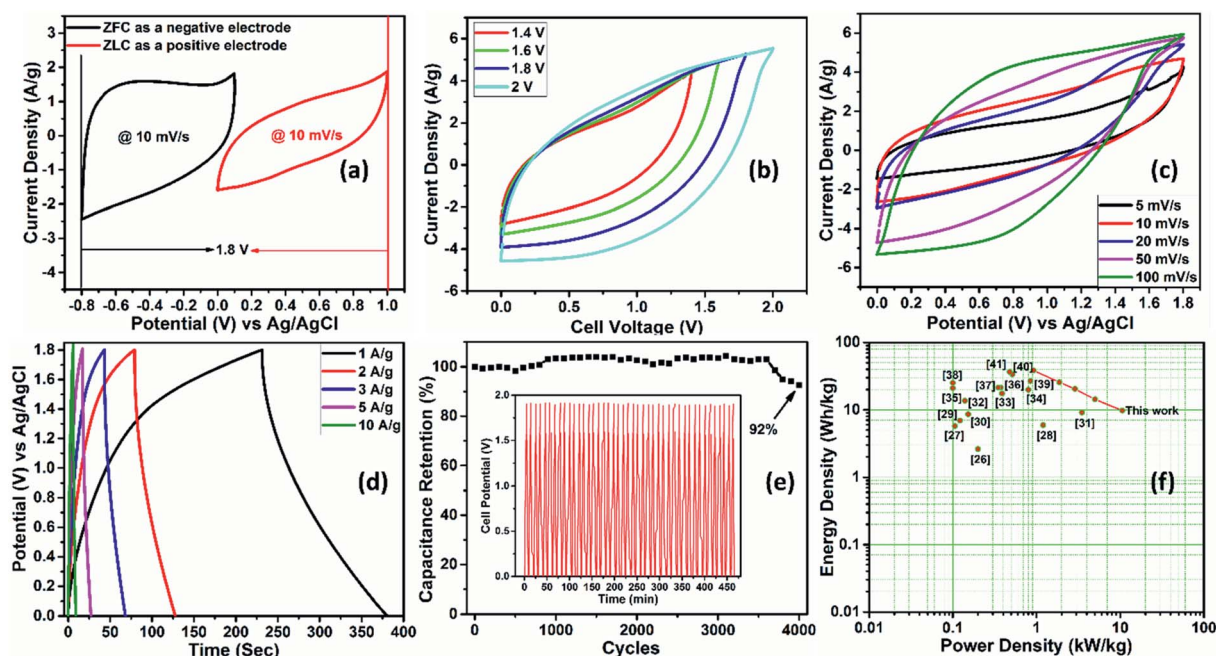 ZFC as a negative electrode
ZLC as a positive electrode
@ 10 mV/s
@ 10 mV/s
(a)
1.8 V
Current Density (A/g)
3
2
1
0
-1
-2
-3
-4
-0.8 -0.6 -0.4 -0.2 0.0 0.2 0.4 0.6 0.8 1.0
Potential (V) vs Ag/AgCl
1.4 V
1.6 V
1.8 V
2 V
(b)
Current Density (A/g)
6
4
2
0
-2
-4
-6
0.0 0.5 1.0 1.5 2.0
Cell Voltage (V)
(c)
5 mV/s
10 mV/s
20 mV/s
50 mV/s
100 mV/s
Current Density (A/g)
6
4
2
0
-2
-4
-6
0.0 0.2 0.4 0.6 0.8 1.0 1.2 1.4 1.6 1.8
Potential (V) vs Ag/AgCl
1 A/g
2 A/g
3 A/g
5 A/g
10 A/g
(d)
Potential (V) vs Ag/AgCl
1.8
1.6
1.4
1.2
1.0
0.8
0.6
0.4
0.2
0.0
0 50 100 150 200 250 300 350 400
Time (Sec)
Capacitance Retention (%)
120
100
80
60
40
20
0
92%
(e)
Cell Potential (V)
2.0
1.5
1.0
0.5
0.0
0 50 100 150 200 250 300 350 400 450
Time (min)
0 1000 2000 3000 4000
Cycles
Energy Density (Wh/kg)
100
10
1
0.1
0.01
[41] [40]
[38] [37] [36] [39]
[35] [32] [33] [34]
[29] [30] [31] This work
[27] [28]
[26]
(f)
0.01 0.1 1 10 100
Power Density (kW/kg)